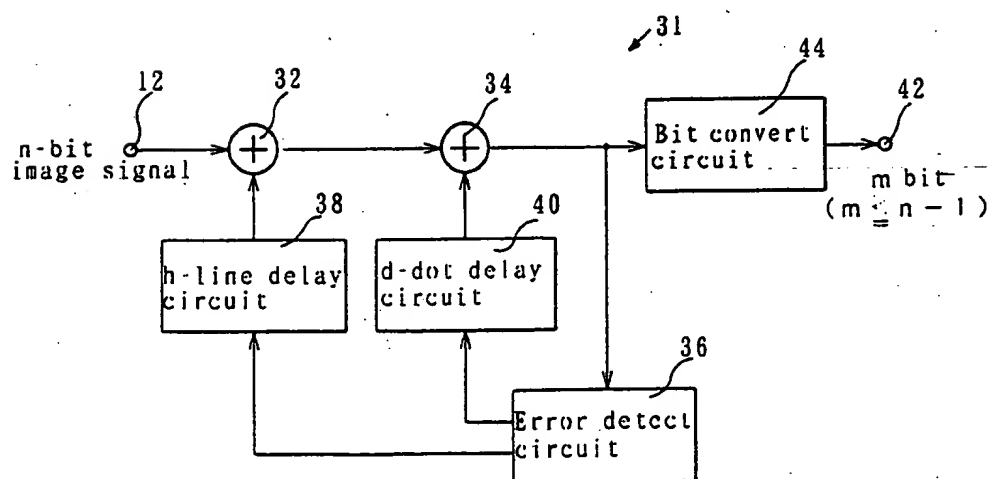 31
44
12
32
34
42
n-bit
image signal
+
+
Bit convert
circuit
m bit
(m ≦ n-1)
38
40
h-line delay
circuit
d-dot delay
circuit
36
Error detect
circuit